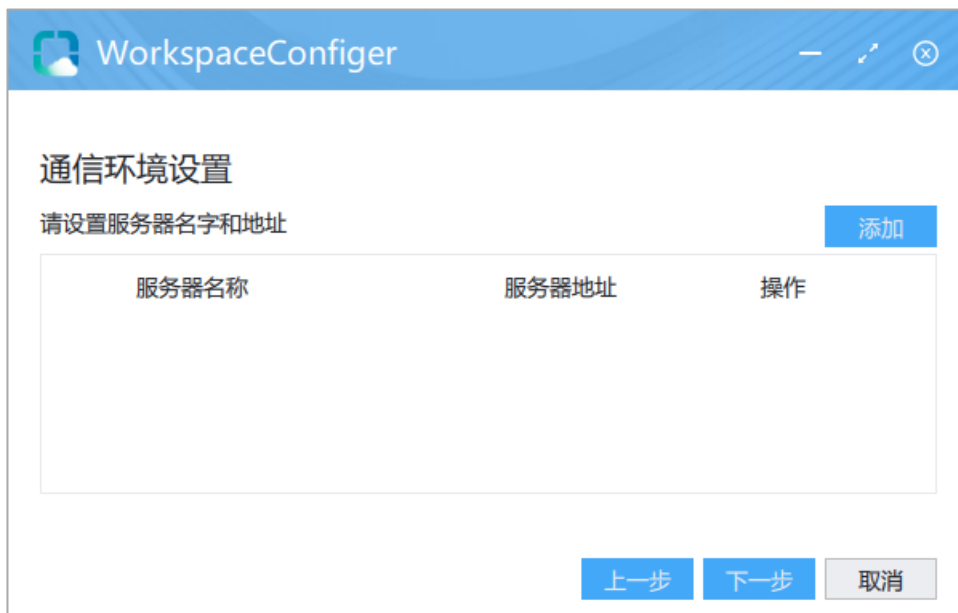 WorkspaceConfiger
通信环境设置
请设置服务器名字和地址
添加
服务器名称 服务器地址 操作
上一步 下一步 取消